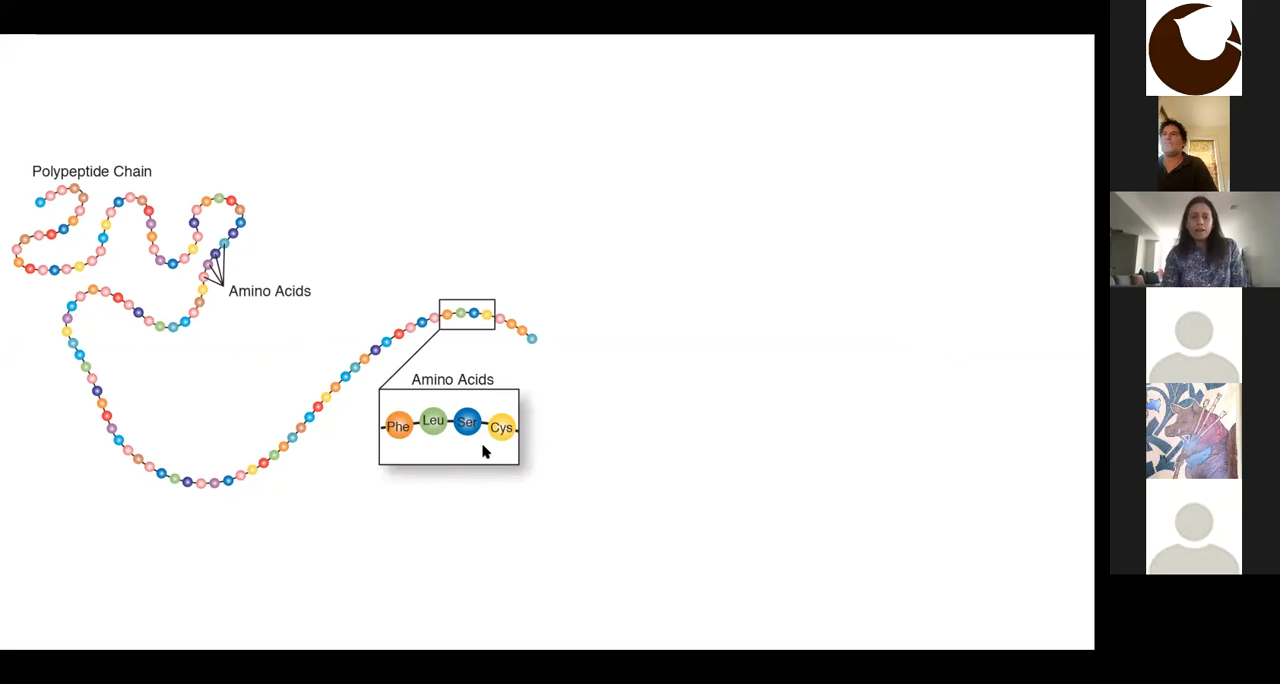 Polypeptide Chain
Amino Acids
Amino Acids
Phe
Leu
Ser
Cys